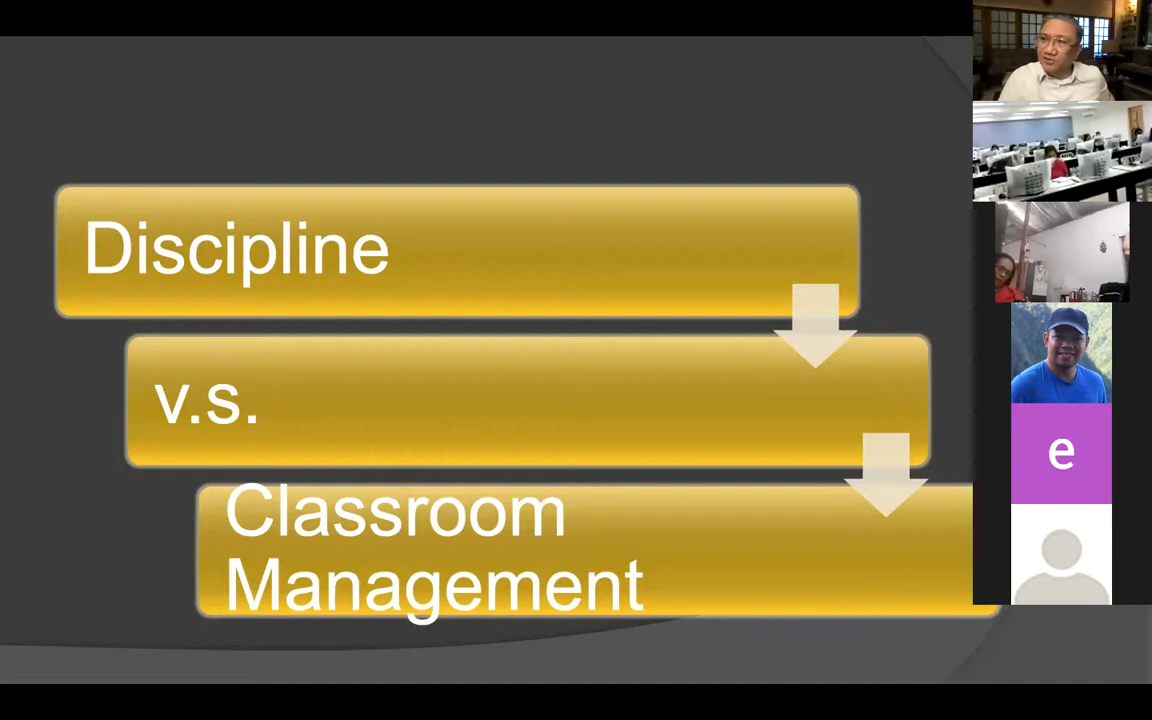 Discipline
v.s.
Classroom
Management
e